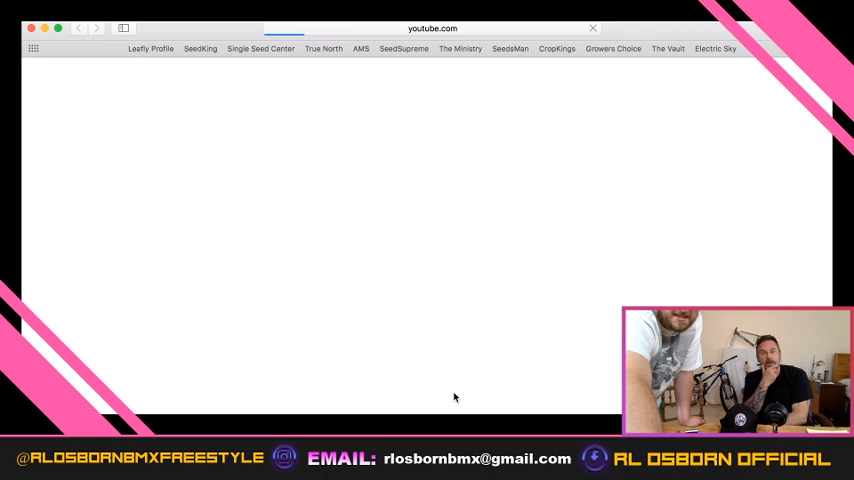 youtube.com
Leafly Profile SeedKing Single Seed Center True North AMS SeedSupreme The Ministry SeedsMan CropKings Growers Choice The Vault Electric Sky
@RLOSBORNBMXFREESTYLE EMAIL: rlosbornbmx@gmail.com RL OSBORN OFFICIAL